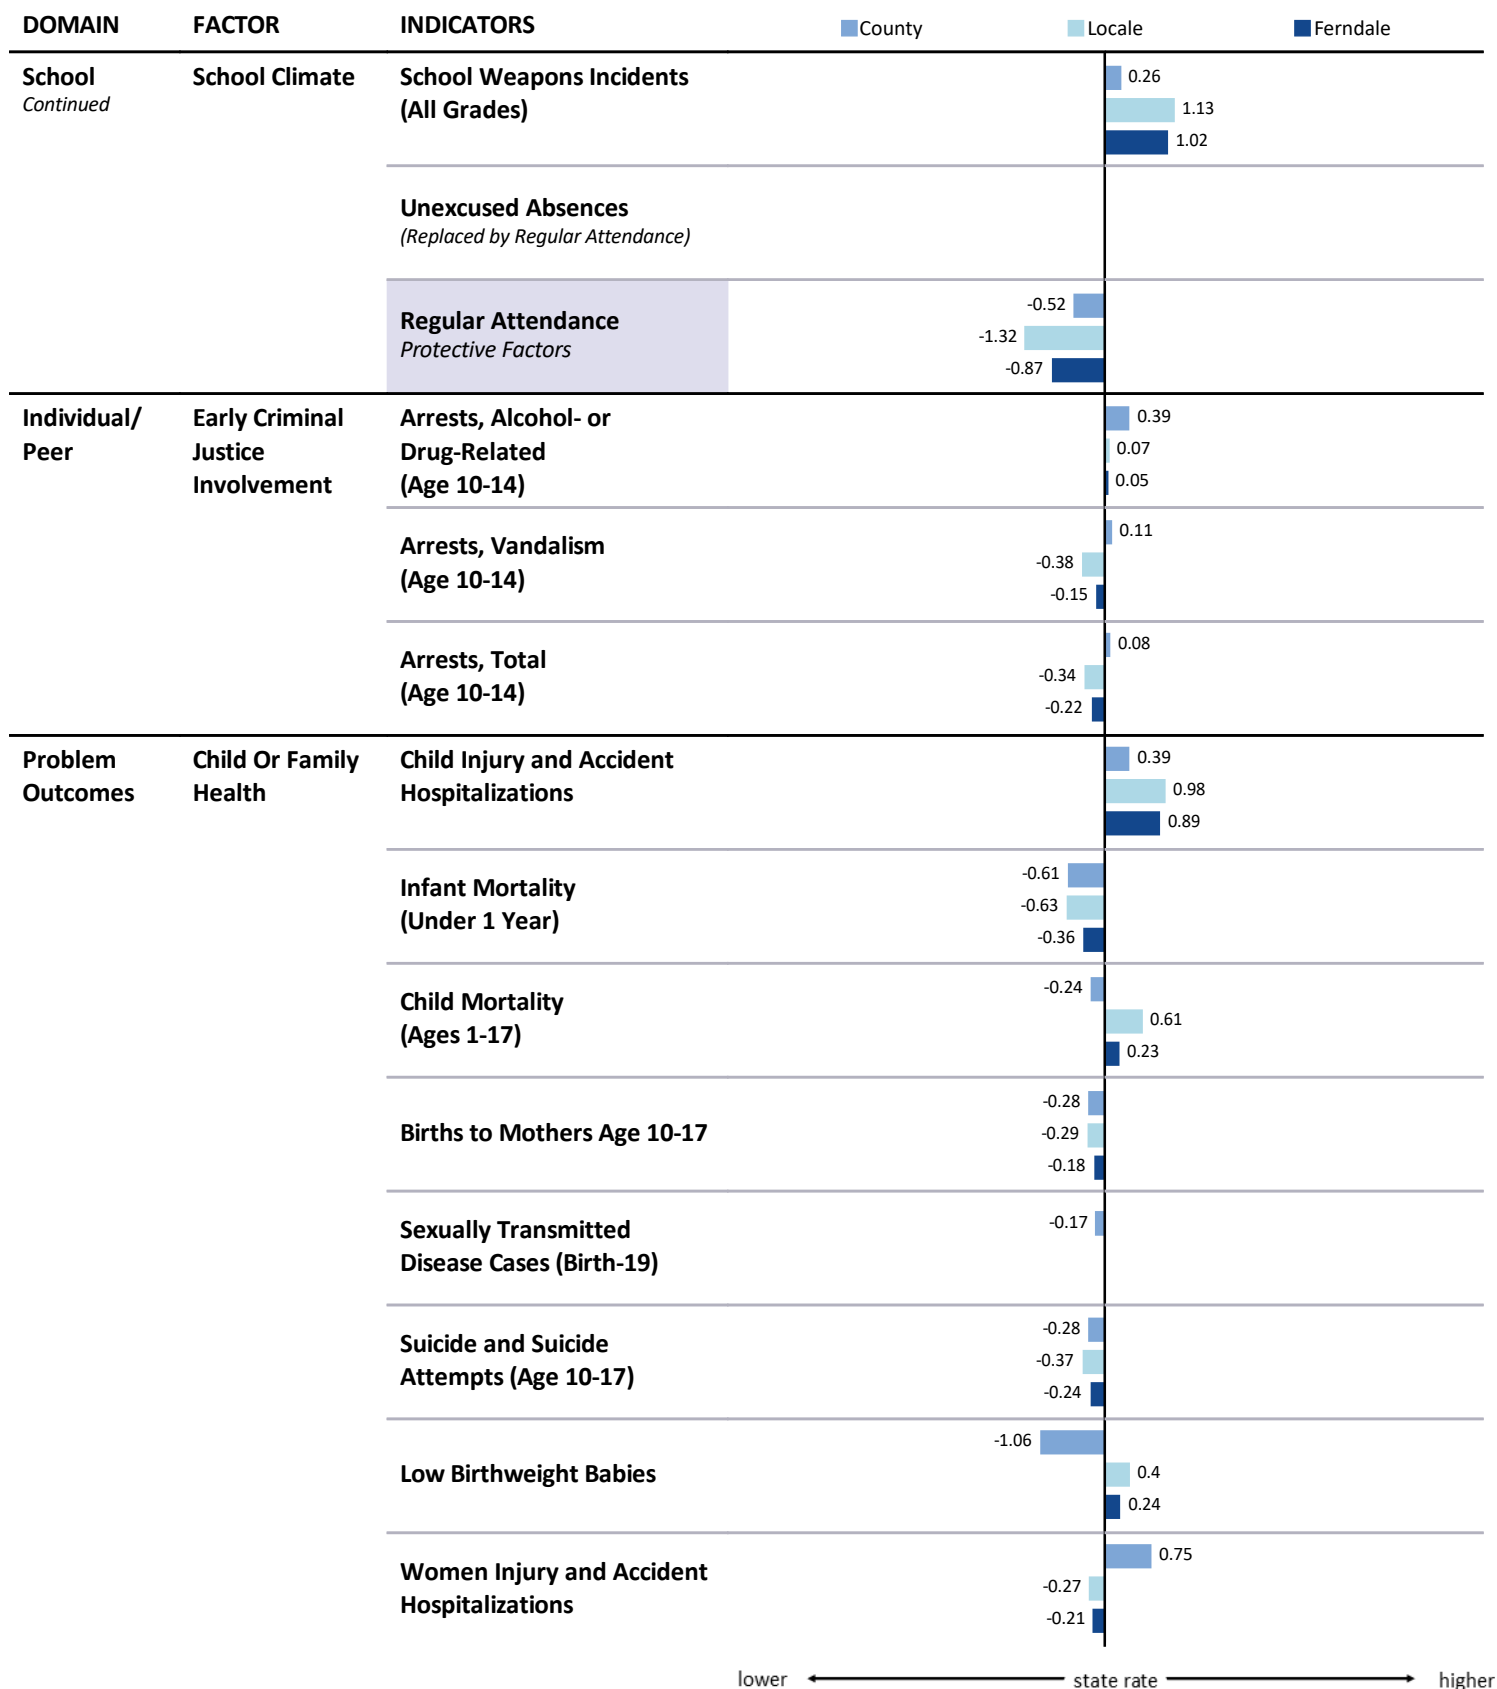 DOMAIN FACTOR INDICATORS County Locale Ferndale
School School Climate School Weapons Incidents 0.26
Continued (All Grades) 1.13
1.02
Unexcused Absences
(Replaced by Regular Attendance)
-0.52
Regular Attendance -1.32
Protective Factors -0.87
Individual/ Early Criminal Arrests, Alcohol- or 0.39
Peer Justice Drug-Related 0.07
Involvement (Age 10-14) 0.05
0.11
Arrests, Vandalism -0.38
(Age 10-14) -0.15
0.08
Arrests, Total -0.34
(Age 10-14) -0.22
Problem Child Or Family Child Injury and Accident 0.39
Outcomes Health Hospitalizations 0.98
0.89
-0.61
Infant Mortality -0.63
(Under 1 Year) -0.36
-0.24
Child Mortality 0.61
(Ages 1-17) 0.23
-0.28
Births to Mothers Age 10-17 -0.29
-0.18
Sexually Transmitted -0.17
Disease Cases (Birth-19)
-0.28
Suicide and Suicide -0.37
Attempts (Age 10-17) -0.24
-1.06
Low Birthweight Babies 0.4
0.24
0.75
Women Injury and Accident -0.27
Hospitalizations -0.21
lower state rate higher